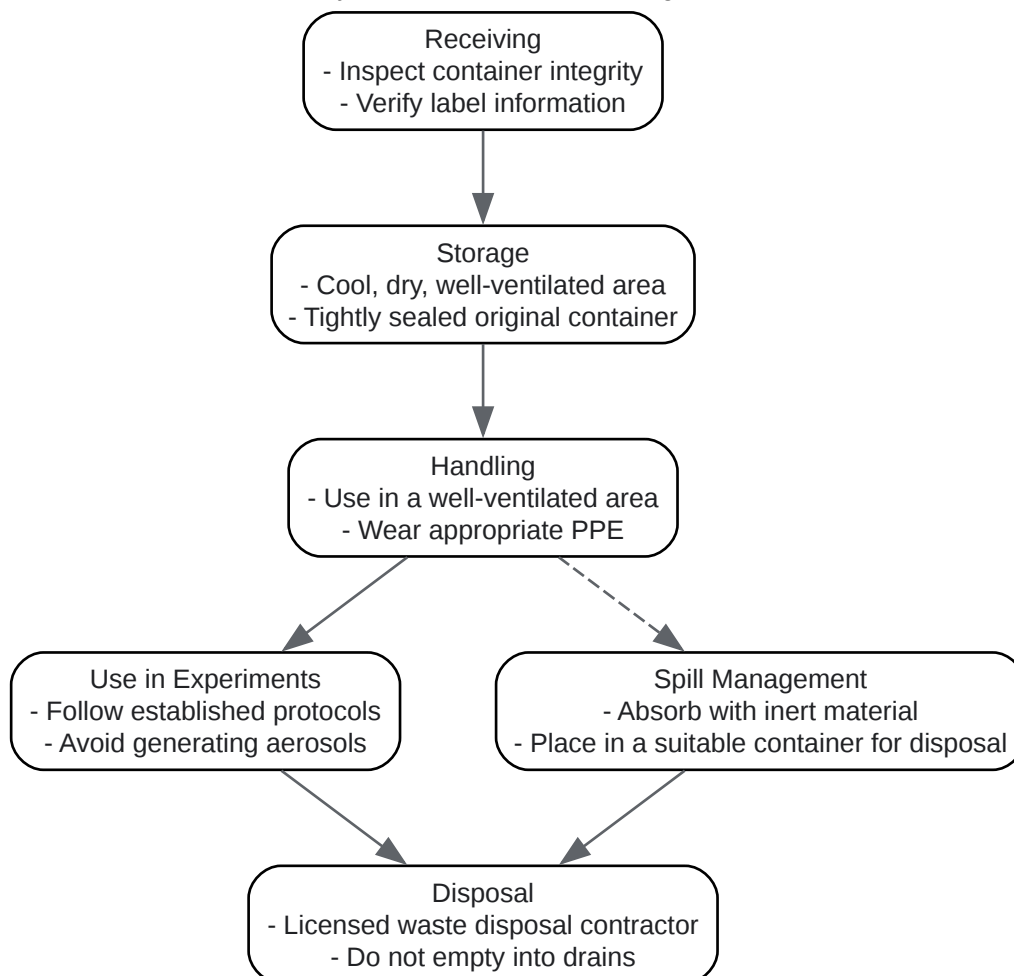 Receiving
- Inspect container integrity
- Verify label information
Storage
- Cool, dry, well-ventilated area
- Tightly sealed original container
Handling
- Use in a well-ventilated area
- Wear appropriate PPE
Use in Experiments
- Follow established protocols
- Avoid generating aerosols
Spill Management
- Absorb with inert material
- Place in a suitable container for disposal
Disposal
- Licensed waste disposal contractor
- Do not empty into drains